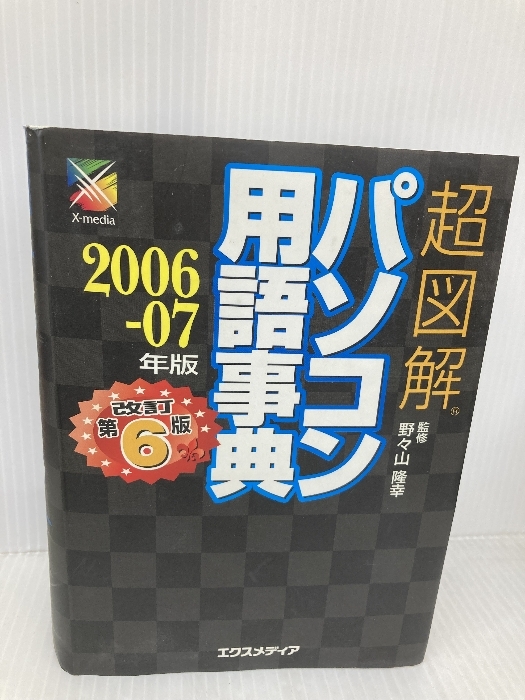 超図解®
パソコン
用語事典
監修
野々山 隆幸
X-media
2006
-07
年版
改訂
第6版
エクスメディア